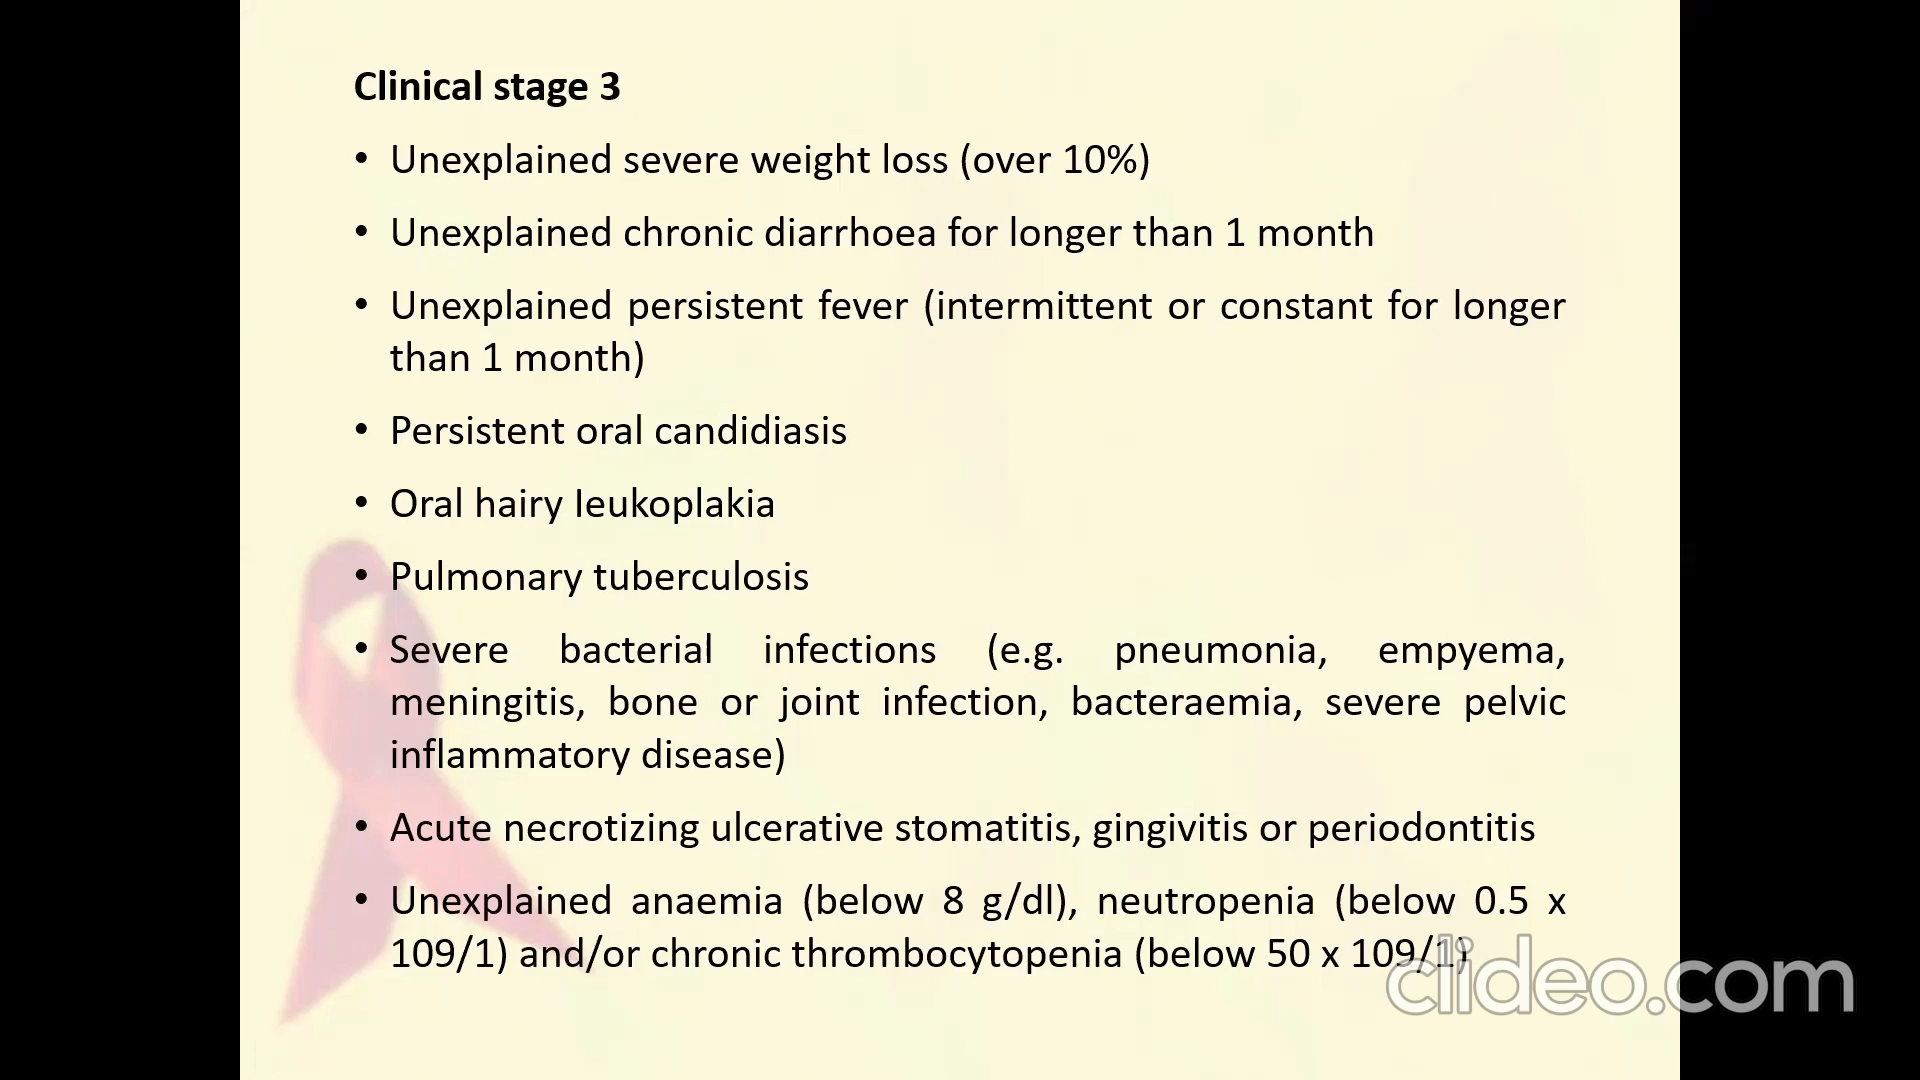 Clinical stage 3
• Unexplained severe weight loss (over 10%)
• Unexplained chronic diarrhoea for longer than 1 month
• Unexplained persistent fever (intermittent or constant for longer
than 1 month)
• Persistent oral candidiasis
• Oral hairy Ieukoplakia
• Pulmonary tuberculosis
• Severe bacterial infections (e.g. pneumonia, empyema,
meningitis, bone or joint infection, bacteraemia, severe pelvic
inflammatory disease)
• Acute necrotizing ulcerative stomatitis, gingivitis or periodontitis
• Unexplained anaemia (below 8 g/dl), neutropenia (below 0.5 x
109/1) and/or chronic thrombocytopenia (below 50 x 109/1)
clideo.com